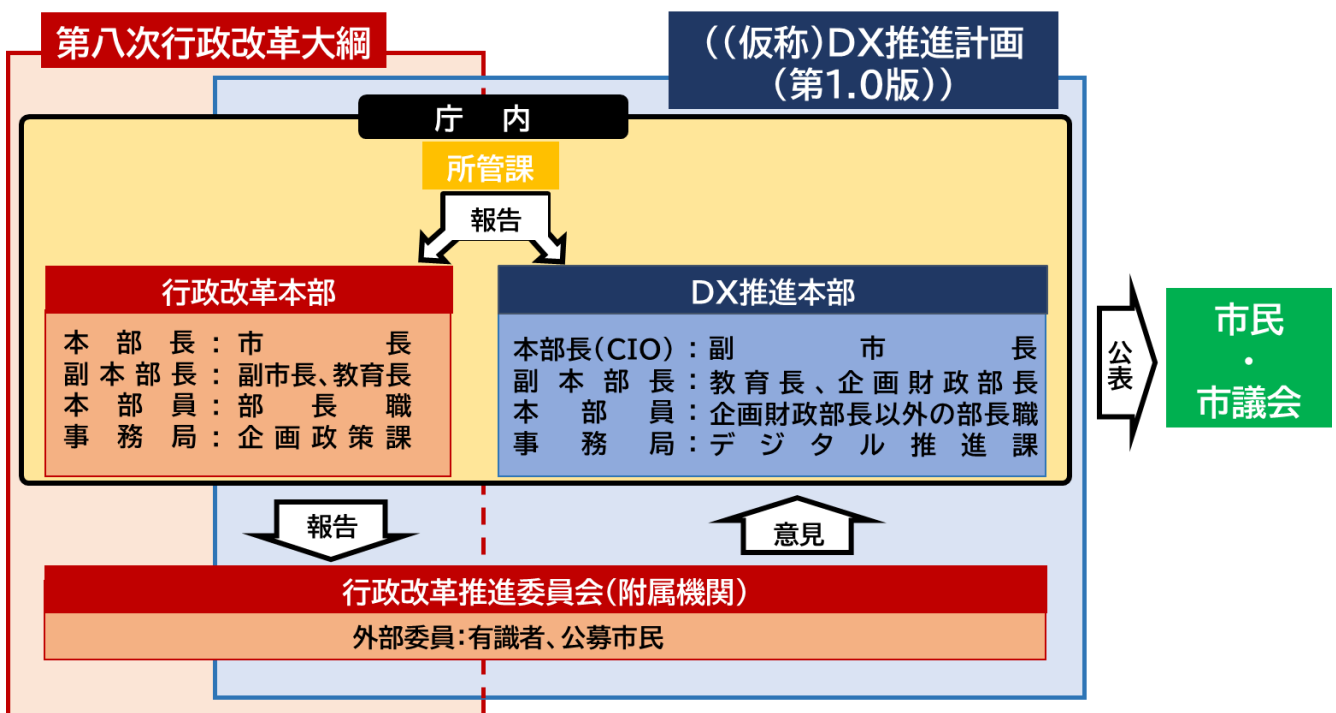 第八次行政改革大綱
((仮称)DX推進計画
(第1.0版))
庁 内
所管課
報告
行政改革本部
本部長:市長
副本部長:副市長、教育長
本部員:部長職
事務局:企画政策課
DX推進本部
本部長(CIO):副市長
副本部長:教育長、企画財政部長
本部員:企画財政部長以外の部長職
事務局:デジタル推進課
公表
市民
・
市議会
報告
意見
行政改革推進委員会(附属機関)
外部委員:有識者、公募市民